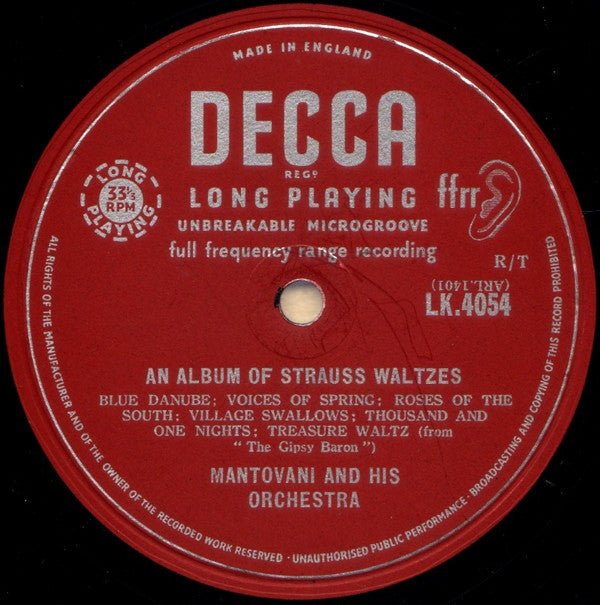 MADE IN ENGLAND
DECCA
REGD
LONG PLAYING ffrr
UNBREAKABLE MICROGROOVE
full frequency range recording
LONG PLAYING
33⅓
RPM
R/T
(ARL.1401)
LK.4054
AN ALBUM OF STRAUSS WALTZES
BLUE DANUBE; VOICES OF SPRING; ROSES OF THE
SOUTH; VILLAGE SWALLOWS; THOUSAND AND
ONE NIGHTS; TREASURE WALTZ (from
“ The Gipsy Baron ”)
MANTOVANI AND HIS
ORCHESTRA
ALL RIGHTS OF THE MANUFACTURER AND OF THE OWNER OF THE RECORDED WORK RESERVED · UNAUTHORISED PUBLIC PERFORMANCE · BROADCASTING AND COPYING OF THIS RECORD PROHIBITED